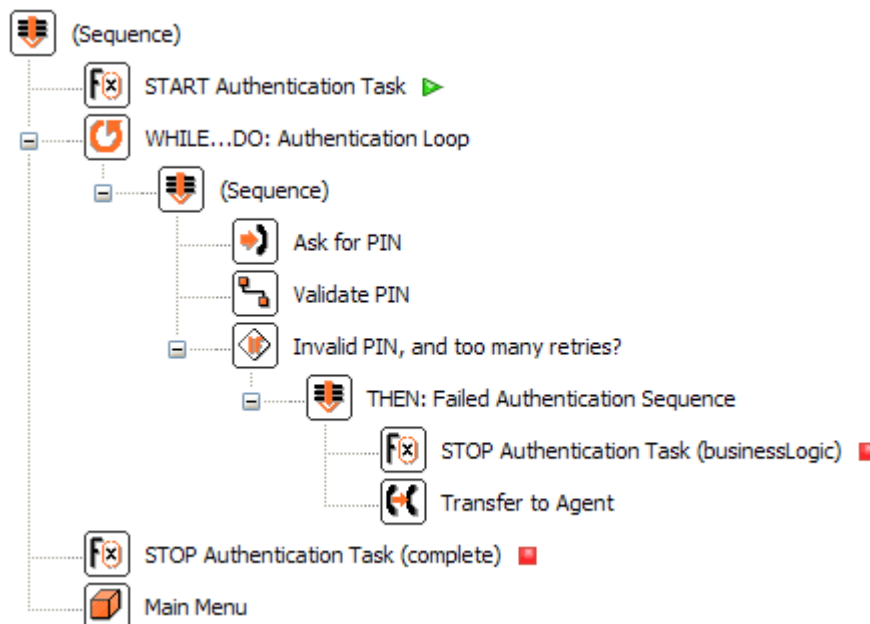 (Sequence)
F(x) START Authentication Task
WHILE...DO: Authentication Loop
(Sequence)
Ask for PIN
Validate PIN
IF Invalid PIN, and too many retries?
THEN: Failed Authentication Sequence
F(x) STOP Authentication Task (businessLogic)
Transfer to Agent
F(x) STOP Authentication Task (complete)
Main Menu